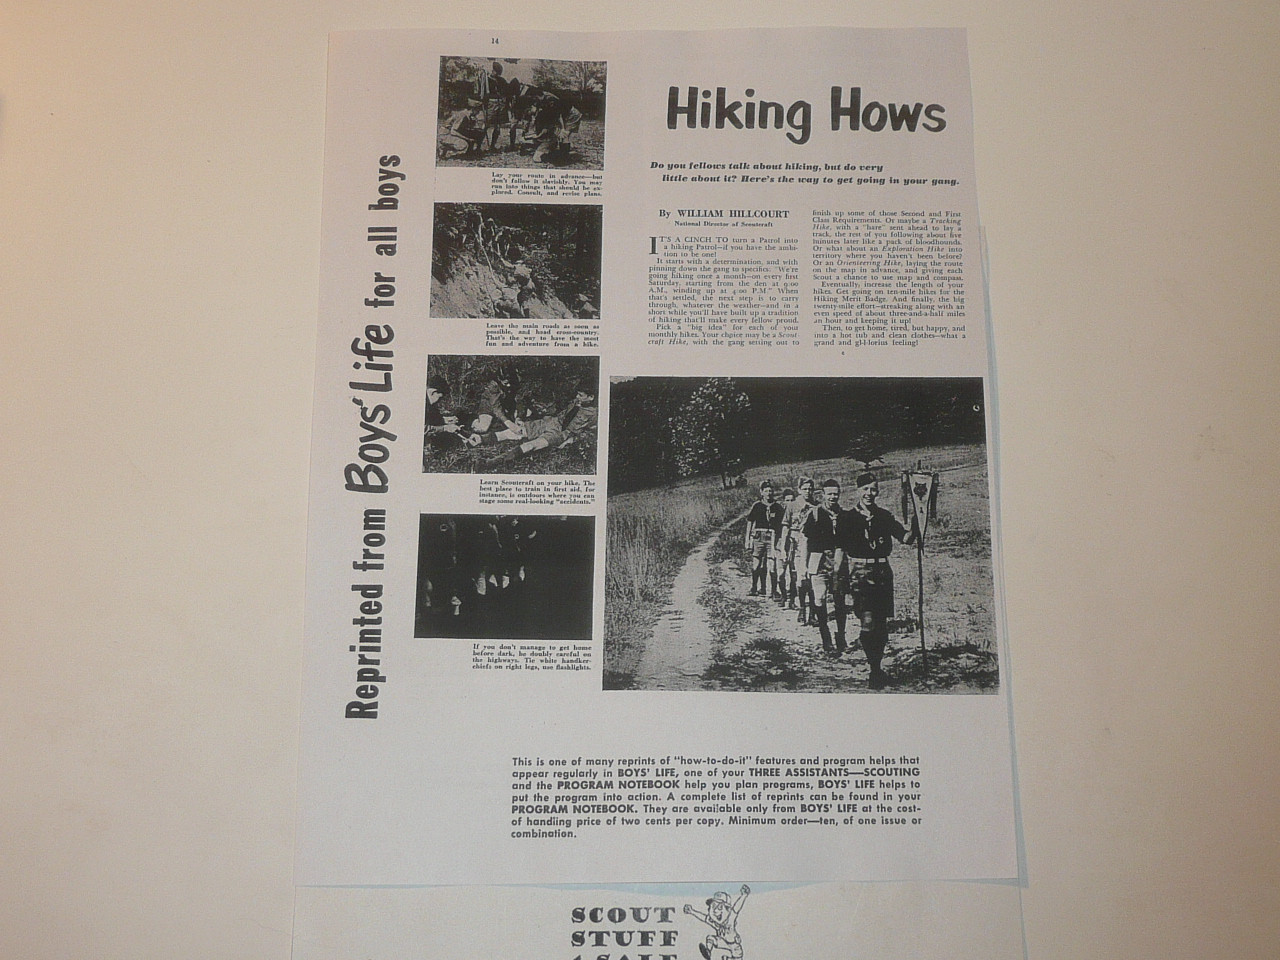 14
Reprinted from Boys' Life for all boys
Lay your route in advance—but
don't follow it slavishly. You may
run into things that should be ex-
plored. Consult, and revise plans.
Leave the main roads as soon as
possible, and head cross-country.
That's the way to have the most
fun and adventure from a hike.
Learn Scoutcraft on your hike. The
best place to train in first aid, for
instance, is outdoors where you can
stage some real-looking "accidents."
If you don't manage to get home
before dark, be doubly careful on
the highways. Tie white handker-
chiefs on right legs, use flashlights.
Hiking Hows
Do you fellows talk about hiking, but do very
little about it? Here's the way to get going in your gang.
By WILLIAM HILLCOURT
National Director of Scoutcraft
IT'S A CINCH TO turn a Patrol into
a hiking Patrol—if you have the ambi-
tion to be one!
It starts with a determination, and with
pinning down the gang to specifics: "We're
going hiking once a month—on every first
Saturday, starting from the den at 9:00
A.M., winding up at 4:00 P.M." When
that's settled, the next step is to carry
through, whatever the weather—and in a
short while you'll have built up a tradition
of hiking that'll make every fellow proud.
Pick a "big idea" for each of your
monthly hikes. Your choice may be a Scout-
craft Hike, with the gang setting out to
finish up some of those Second and First
Class Requirements. Or maybe a Tracking
Hike, with a "hare" sent ahead to lay a
track, the rest of you following about five
minutes later like a pack of bloodhounds.
Or what about an Exploration Hike into
territory where you haven't been before?
Or an Orienteering Hike, laying the route
on the map in advance, and giving each
Scout a chance to use map and compass.
Eventually, increase the length of your
hikes. Get going on ten-mile hikes for the
Hiking Merit Badge. And finally, the big
twenty-mile effort—streaking along with an
even speed of about three-and-a-half miles
an hour and keeping it up!
Then, to get home, tired, but happy, and
into a hot tub and clean clothes—what a
grand and gl-l-lorius feeling!
This is one of many reprints of "how-to-do-it" features and program helps that
appear regularly in BOYS' LIFE, one of your THREE ASSISTANTS—SCOUTING
and the PROGRAM NOTEBOOK help you plan programs, BOYS' LIFE helps to
put the program into action. A complete list of reprints can be found in your
PROGRAM NOTEBOOK. They are available only from BOYS' LIFE at the cost-
of handling price of two cents per copy. Minimum order—ten, of one issue or
combination.
SCOUT
STUFF
4 SALE